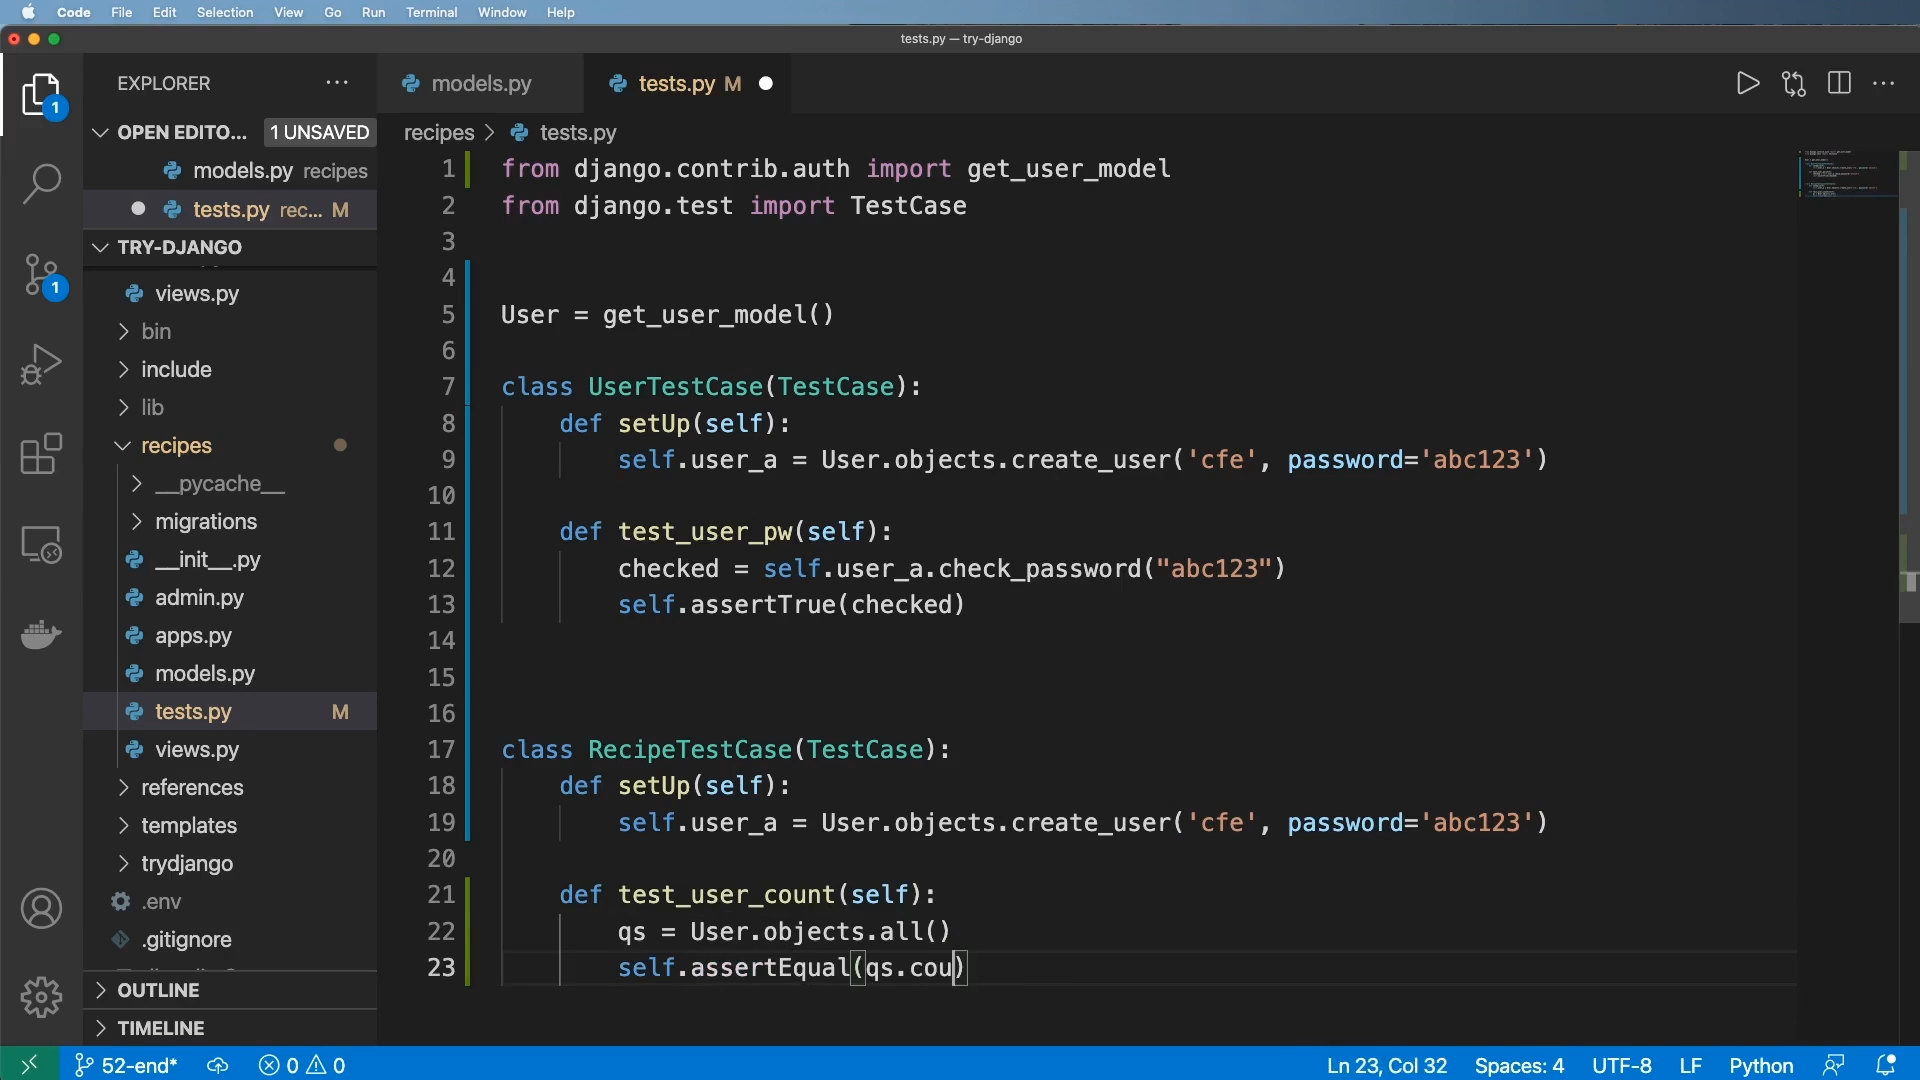 Code File Edit Selection View Go Run Terminal Window Help
tests.py — try-django
EXPLORER
models.py
tests.py M
OPEN EDITO... 1 UNSAVED
models.py recipes
tests.py rec... M
TRY-DJANGO
views.py
bin
include
lib
recipes
__pycache__
migrations
__init__.py
admin.py
apps.py
models.py
tests.py M
views.py
references
templates
trydjango
.env
.gitignore
OUTLINE
TIMELINE
1
1
recipes > tests.py
1 from django.contrib.auth import get_user_model
2 from django.test import TestCase
3
4
5 User = get_user_model()
6
7 class UserTestCase(TestCase):
8 def setUp(self):
9 self.user_a = User.objects.create_user('cfe', password='abc123')
10
11 def test_user_pw(self):
12 checked = self.user_a.check_password("abc123")
13 self.assertTrue(checked)
14
15
16
17 class RecipeTestCase(TestCase):
18 def setUp(self):
19 self.user_a = User.objects.create_user('cfe', password='abc123')
20
21 def test_user_count(self):
22 qs = User.objects.all()
23 self.assertEqual(qs.cou)
52-end* 0 0 Ln 23, Col 32 Spaces: 4 UTF-8 LF Python